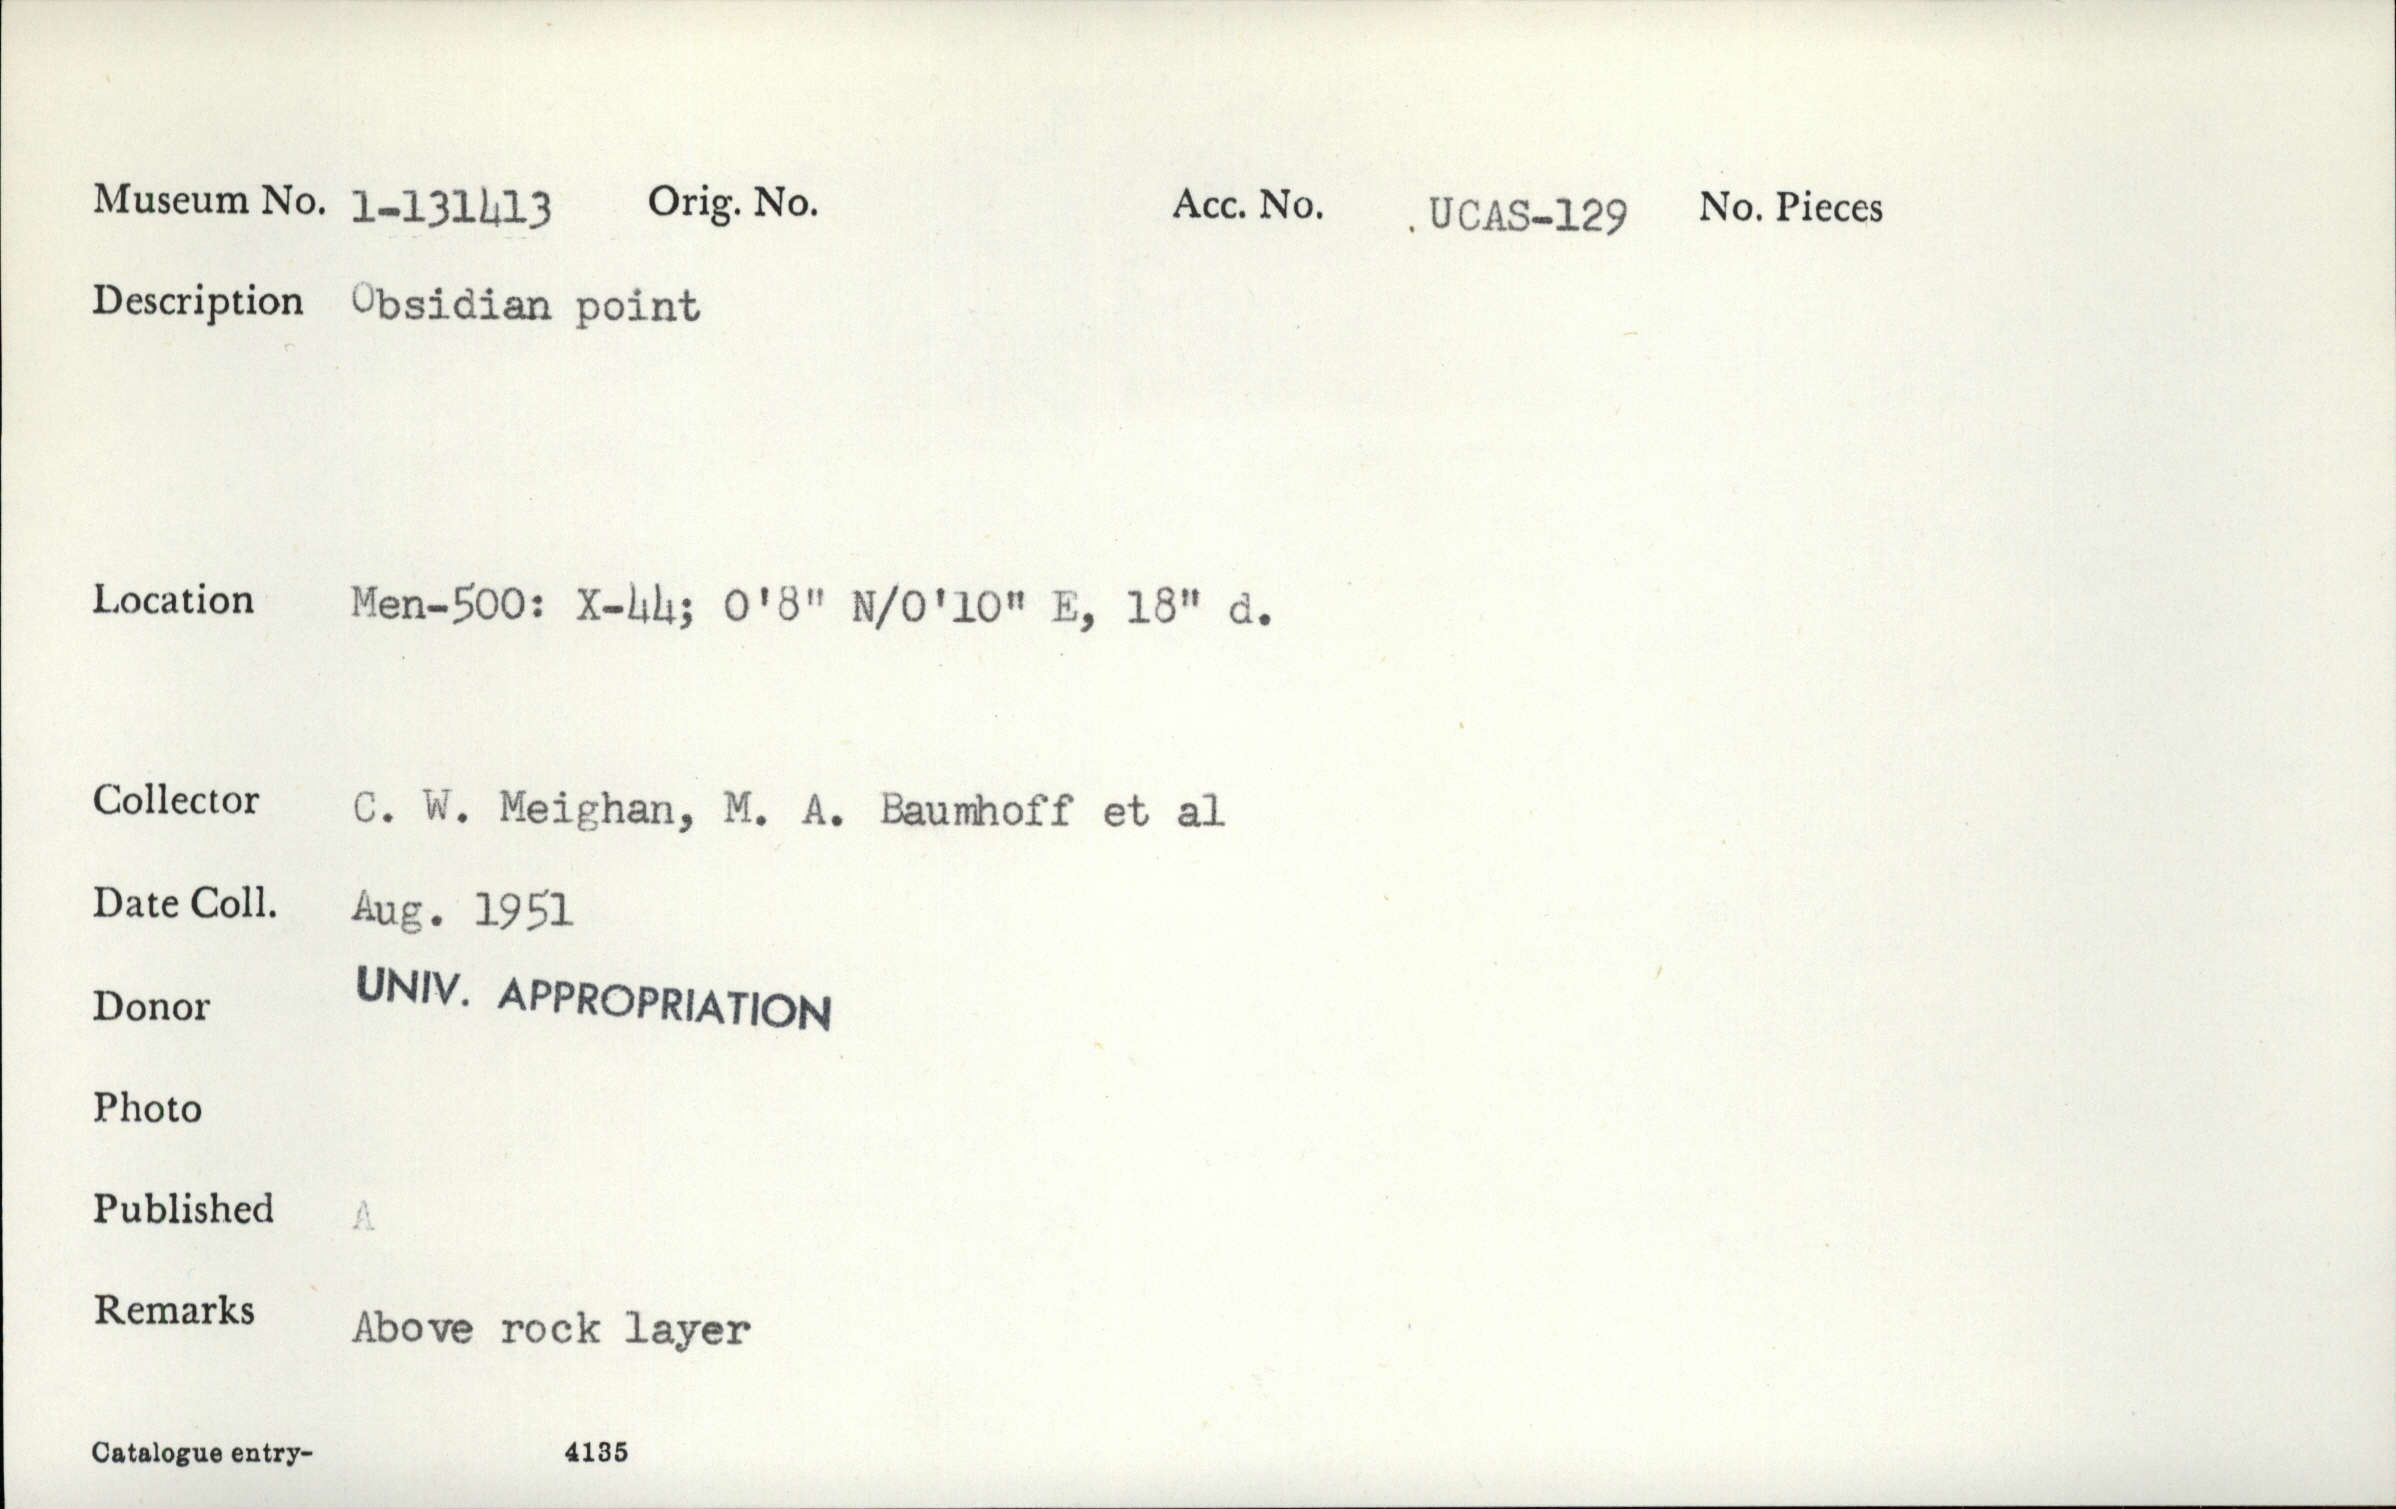 Museum No. 1-131413 Orig. No. Acc. No. UCAS-129 No. Pieces
Description Obsidian point
Location Men-500: X-44; 0'8" N/0'10" E, 18" d.
Collector C. W. Meighan, M. A. Baumhoff et al
Date Coll. Aug. 1951
Donor UNIV. APPROPRIATION
Photo
Published A
Remarks Above rock layer
Catalogue entry- 4135